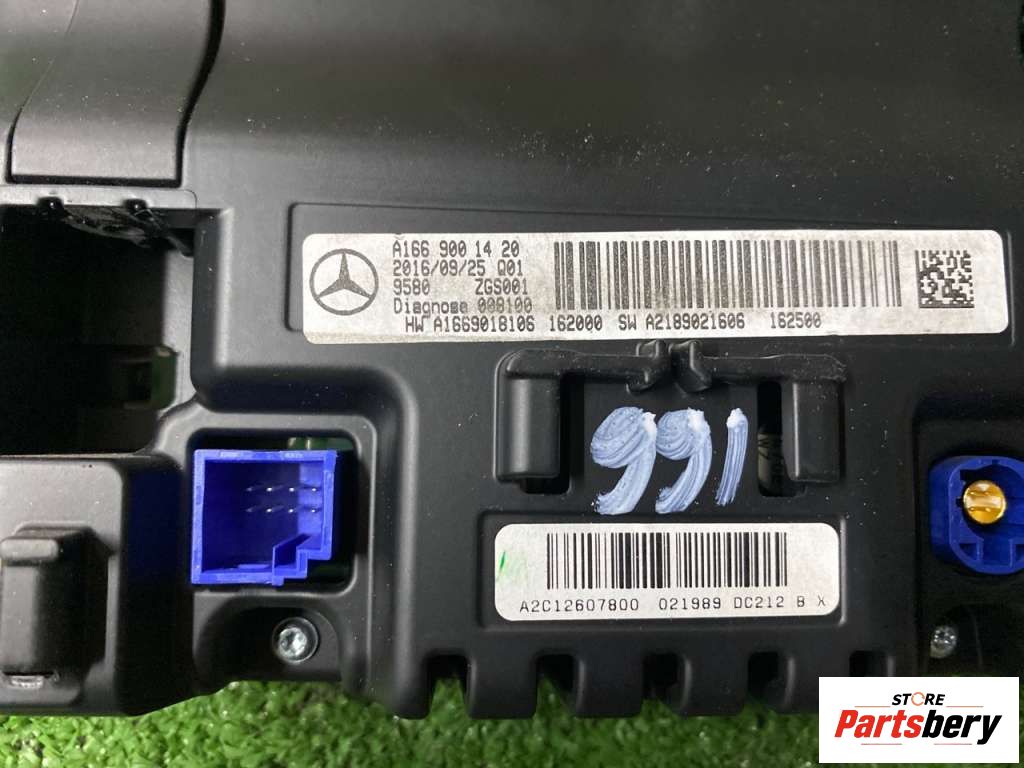 A166 900 14 20
2016/09/25 Q01
9580 ZGS001
Diagnose 008100
HW A1669018106 162000 SW A2189021606 162500
991
A2C12607800 021989 DC212 B X
STORE
Partsbery